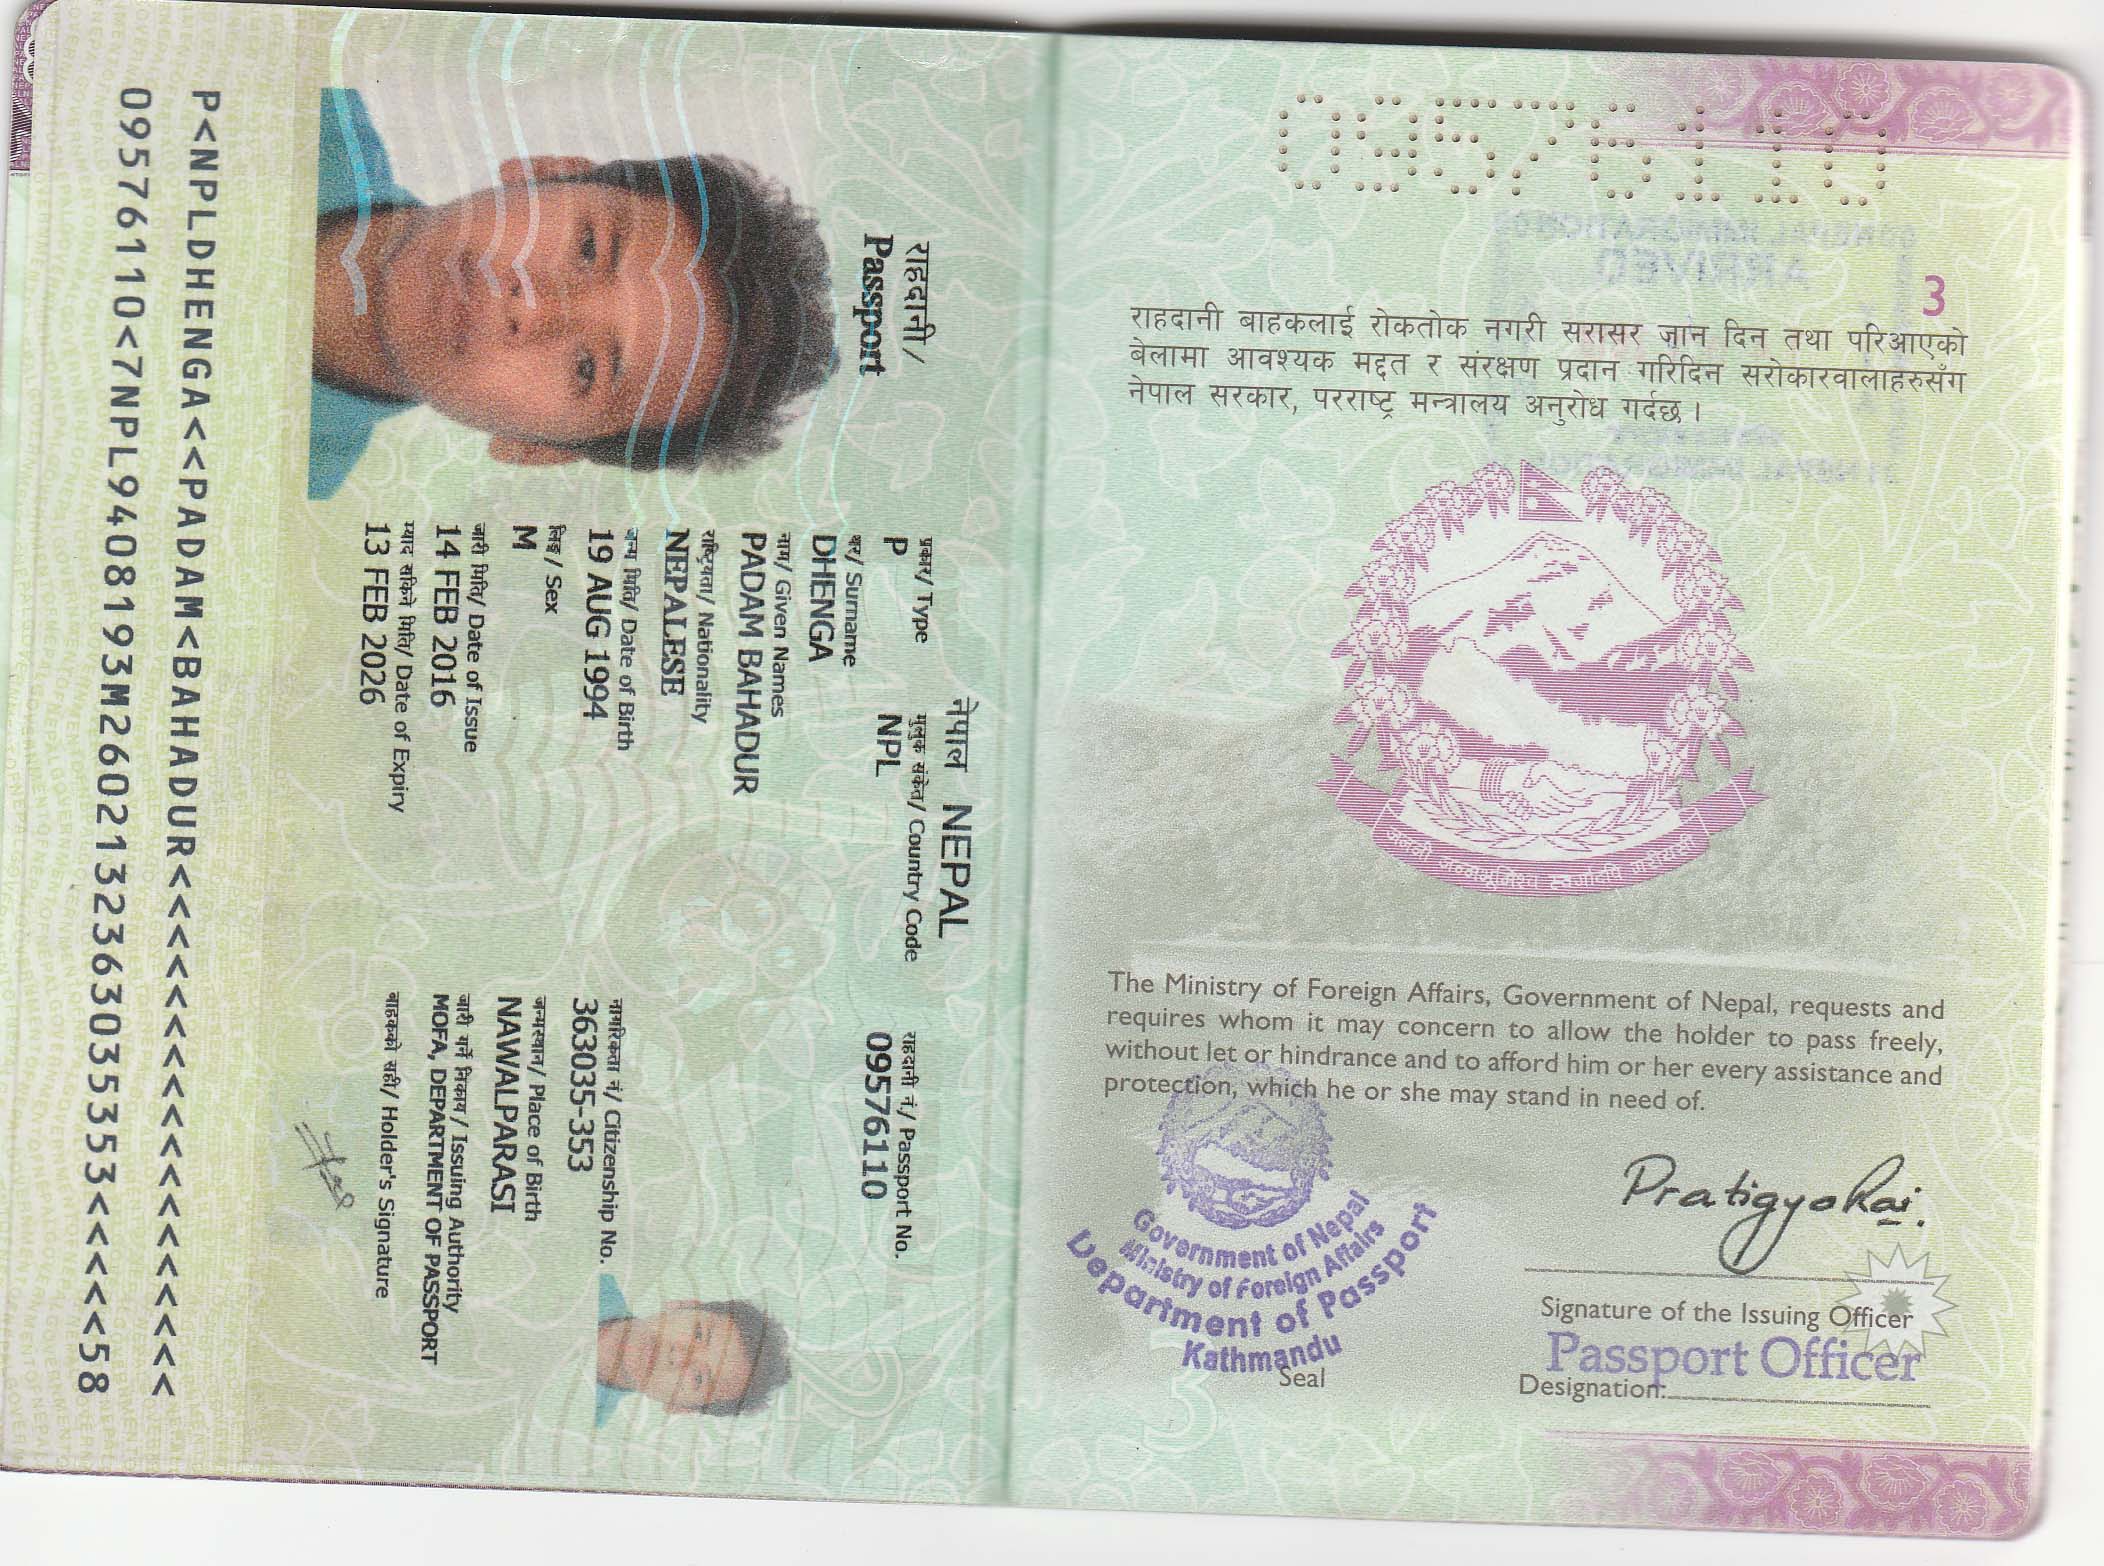 राहदानी /
Passport
नेपाल NEPAL
प्रकार/ Type
P
मुलुक संकेत/ Country Code
NPL
राहदानी नं./ Passport No.
09576110
थर/ Surname
DHENGA
नाम/ Given Names
PADAM BAHADUR
राष्ट्रियता/ Nationality
NEPALESE
जन्म मिति/ Date of Birth
19 AUG 1994
नागरिकता नं/ Citizenship No.
363035-353
लिङ्ग/ Sex
M
जन्मस्थान/ Place of Birth
NAWALPARASI
जारी मिति/ Date of Issue
14 FEB 2016
जारी गर्ने निकाय/ Issuing Authority
MOFA, DEPARTMENT OF PASSPORT
म्याद सकिने मिति/ Date of Expiry
13 FEB 2026
वाहकको सही/ Holder's Signature
P<NPLDHENGA<<PADAM<BAHADUR<<<<<<<<<<<<<<<<<<
09576110<7NPL9408193M26021323630353​53<<<<<<58
09576110
3
राहदानी बाहकलाई रोकतोक नगरी सरासर जान दिन तथा परिआएको
बेलामा आवश्यक मद्दत र संरक्षण प्रदान गरिदिन सरोकारवालाहरुसँग
नेपाल सरकार, परराष्ट्र मन्त्रालय अनुरोध गर्दछ ।
The Ministry of Foreign Affairs, Government of Nepal, requests and
requires whom it may concern to allow the holder to pass freely,
without let or hindrance and to afford him or her every assistance and
protection, which he or she may stand in need of.
Government of Nepal
Ministry of Foreign Affairs
Department of Passport
Kathmandu
Seal
PratigyaRai.
Signature of the Issuing Officer
Passport Officer
Designation:
3